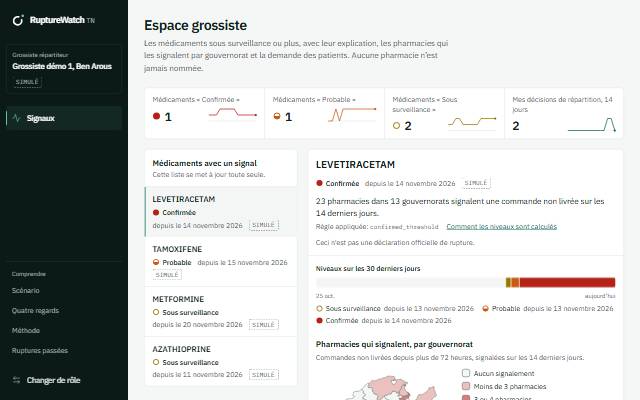 RuptureWatch TN
Grossiste répartiteur
Grossiste démo 1, Ben Arous
SIMULÉ
Signaux
Comprendre
Scénario
Quatre regards
Méthode
Ruptures passées
Changer de rôle
Espace grossiste
Les médicaments sous surveillance ou plus, avec leur explication, les pharmacies qui
les signalent par gouvernorat et la demande des patients. Aucune pharmacie n'est
jamais nommée.
Médicaments « Confirmée »
1
Médicaments « Probable »
1
Médicaments « Sous
surveillance »
2
Mes décisions de répartition, 14
jours
2
Médicaments avec un signal
Cette liste se met à jour toute seule.
LEVETIRACETAM
Confirmée
depuis le 14 novembre 2026 SIMULÉ
TAMOXIFENE
Probable depuis le 15 novembre 2026
SIMULÉ
METFORMINE
Sous surveillance
depuis le 20 novembre 2026 SIMULÉ
AZATHIOPRINE
Sous surveillance
depuis le 11 novembre 2026 SIMULÉ
LEVETIRACETAM
Confirmée depuis le 14 novembre 2026 SIMULÉ
23 pharmacies dans 13 gouvernorats signalent une commande non livrée sur les
14 derniers jours.
Règle appliquée: confirmed_threshold Comment les niveaux sont calculés
Ceci n'est pas une déclaration officielle de rupture.
Niveaux sur les 30 derniers jours
25 oct. aujourd'hui
Sous surveillance depuis le 13 novembre 2026 Probable depuis le 13 novembre 2026
Confirmée depuis le 14 novembre 2026
Pharmacies qui signalent, par gouvernorat
Commandes non livrées depuis plus de 72 heures, signalées sur les 14 derniers jours.
Aucun signalement
Moins de 3 pharmacies
3 ou 4 pharmacies